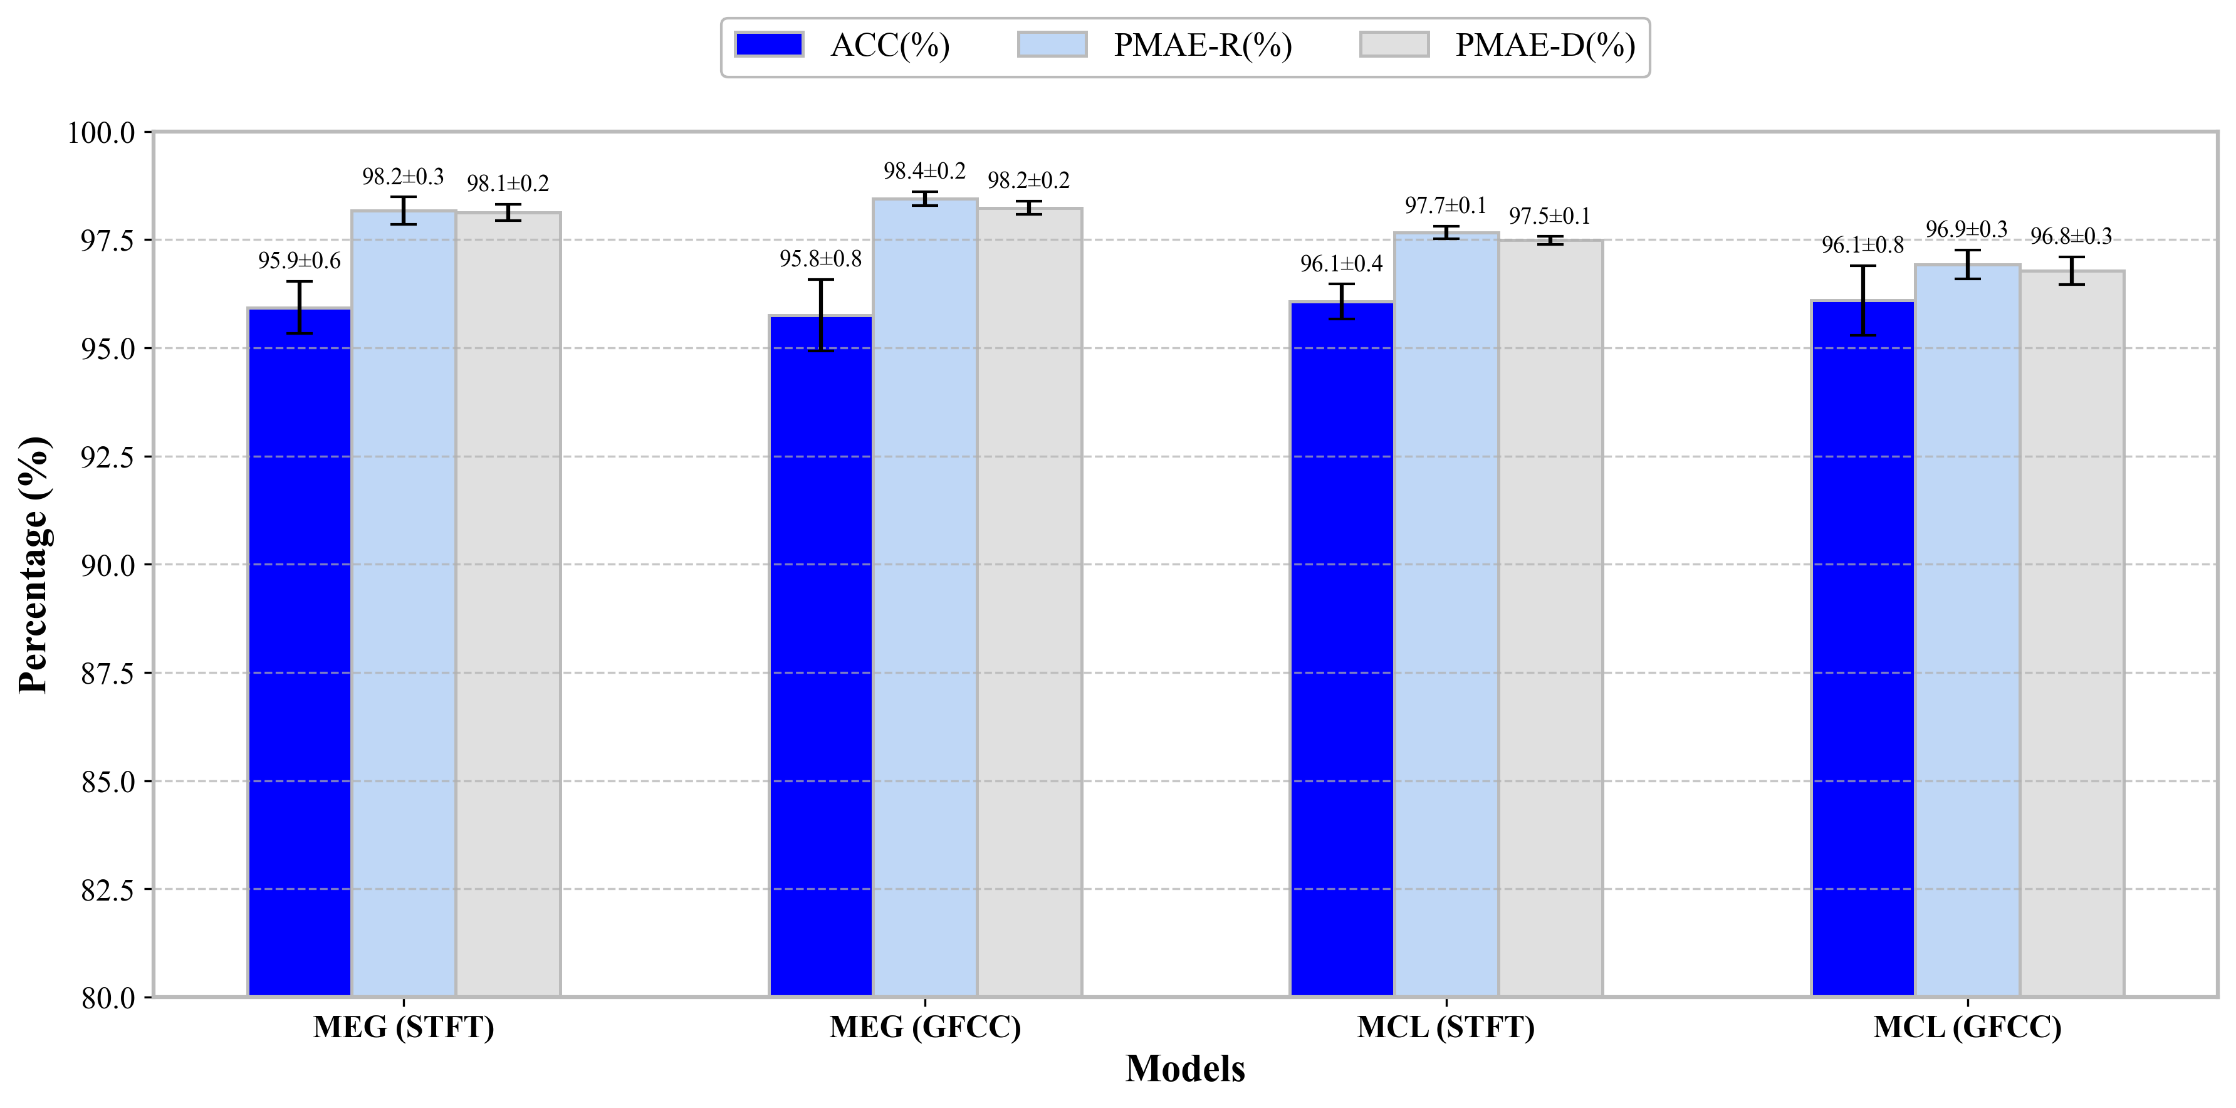 ACC(%) PMAE-R(%) PMAE-D(%)
100.0
97.5
95.0
92.5
90.0
87.5
85.0
82.5
80.0
Percentage (%)
95.9±0.6 98.2±0.3 98.1±0.2
95.8±0.8 98.4±0.2 98.2±0.2
96.1±0.4 97.7±0.1 97.5±0.1
96.1±0.8 96.9±0.3 96.8±0.3
MEG (STFT) MEG (GFCC) MCL (STFT) MCL (GFCC)
Models